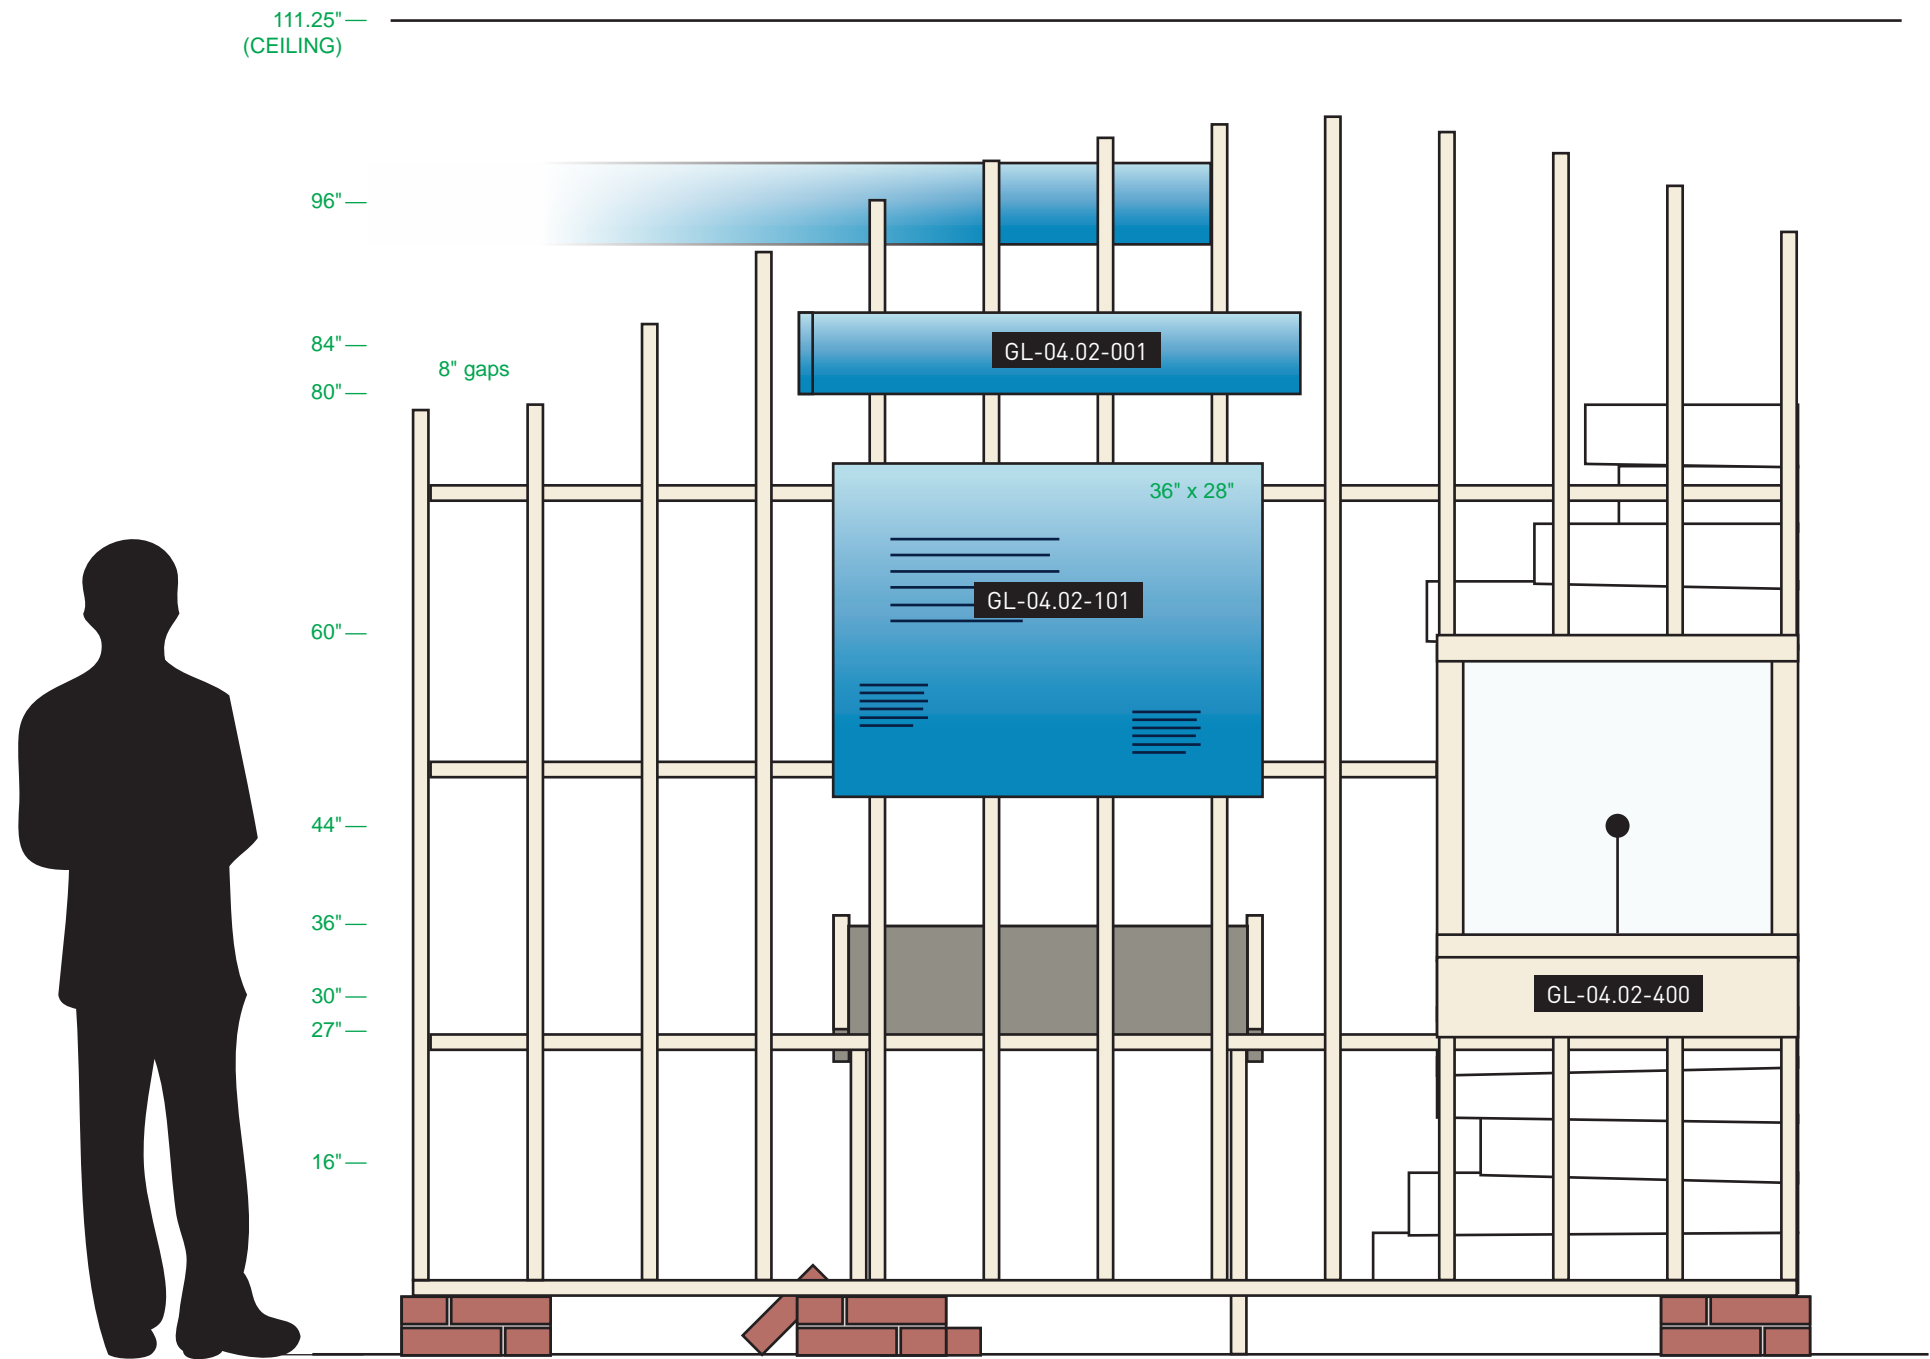 111.25"
(CEILING)
96"
84"
GL-04.02-001
8" gaps
80"
36" x 28"
GL-04.02-101
60"
44"
36"
30"
GL-04.02-400
27"
16"